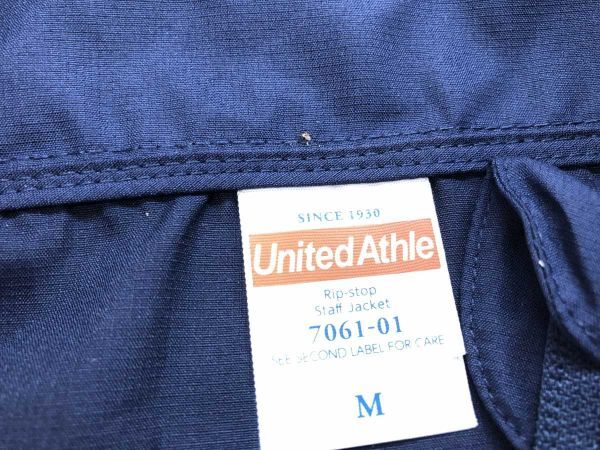 SINCE 1930
United Athle
Rip-stop
Staff Jacket
7061-01
SEE SECOND LABEL FOR CARE
M